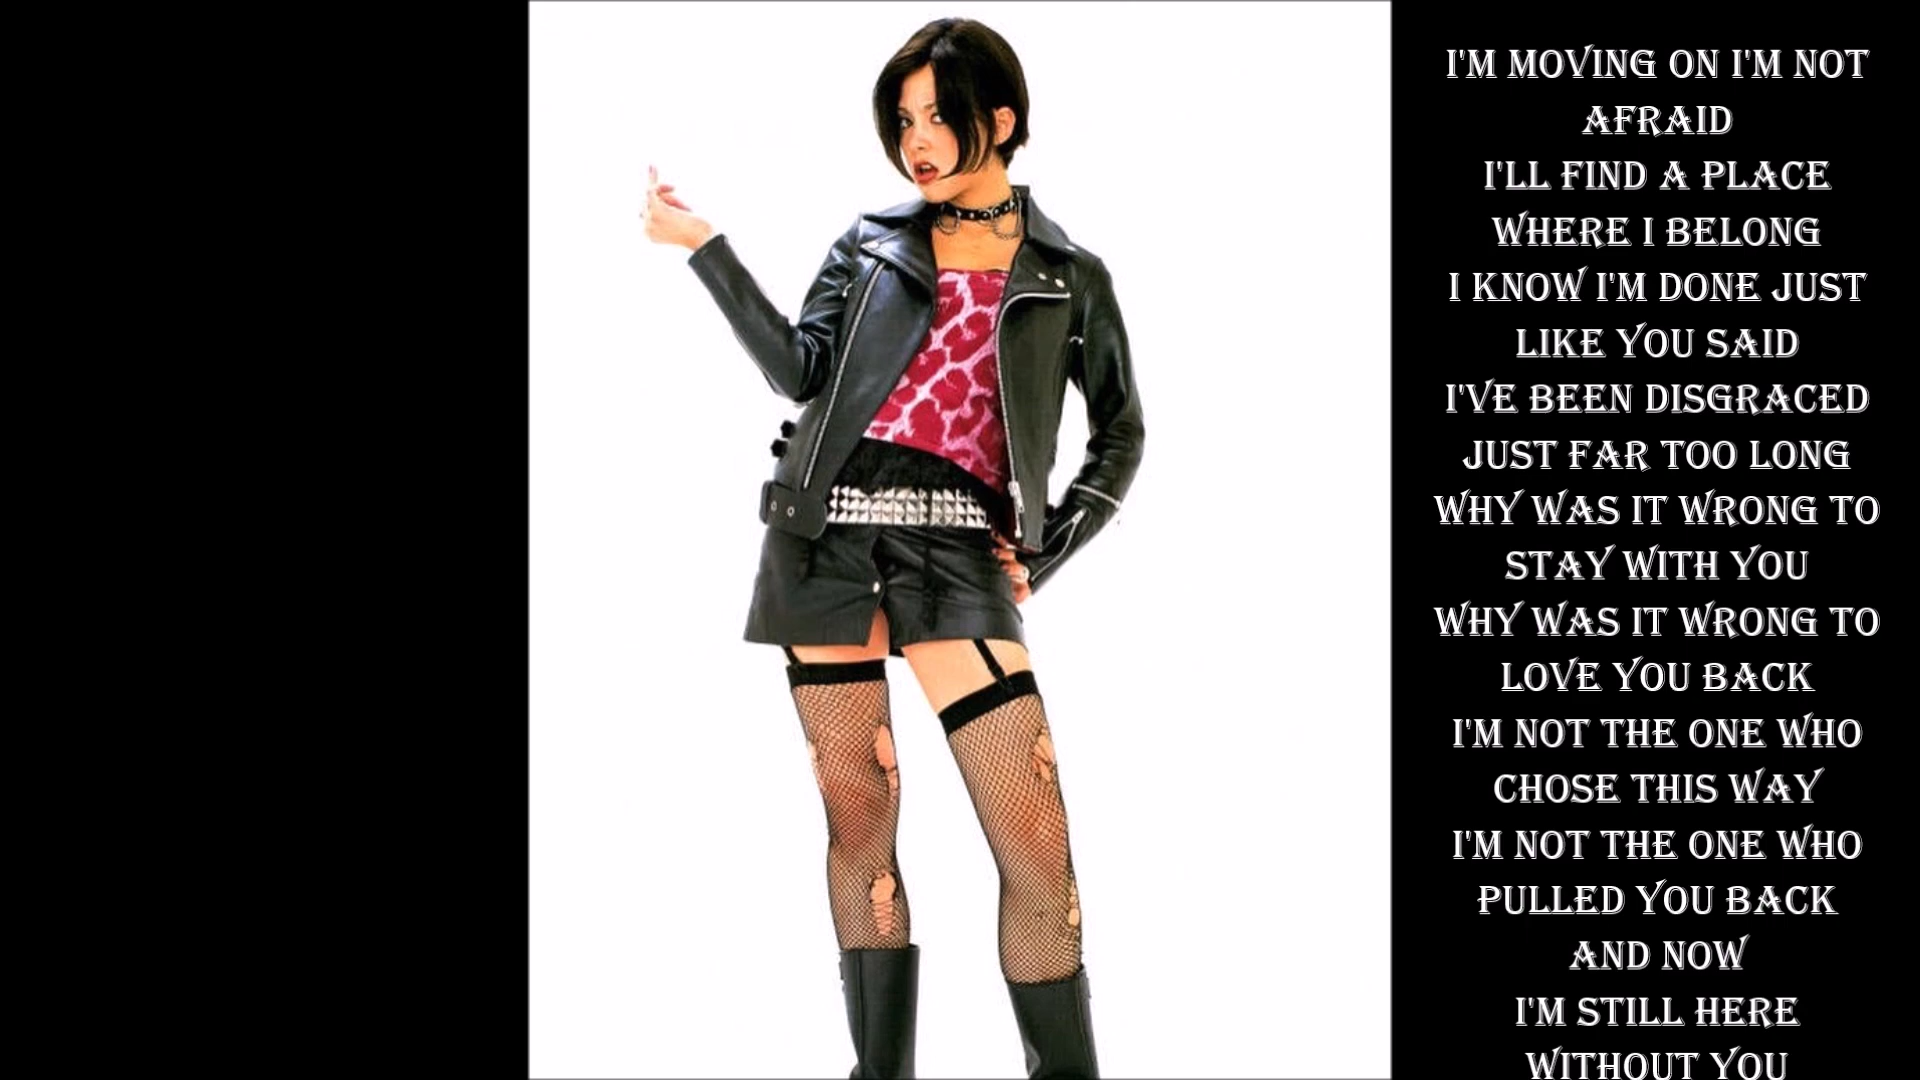 I'M MOVING ON I'M NOT
AFRAID
I'LL FIND A PLACE
WHERE I BELONG
I KNOW I'M DONE JUST
LIKE YOU SAID
I'VE BEEN DISGRACED
JUST FAR TOO LONG
WHY WAS IT WRONG TO
STAY WITH YOU
WHY WAS IT WRONG TO
LOVE YOU BACK
I'M NOT THE ONE WHO
CHOSE THIS WAY
I'M NOT THE ONE WHO
PULLED YOU BACK
AND NOW
I'M STILL HERE
WITHOUT YOU